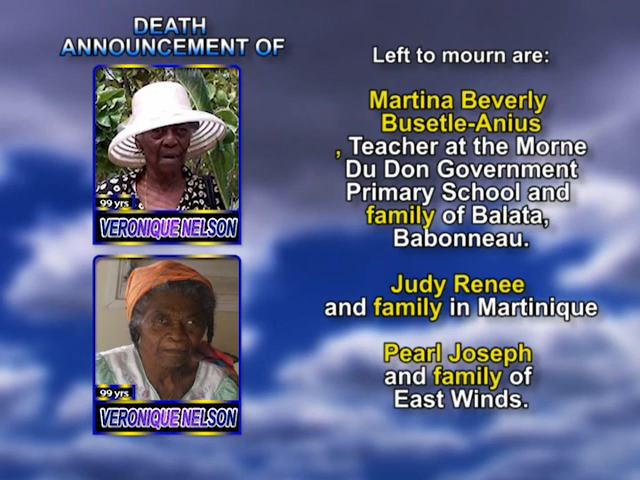 DEATH
ANNOUNCEMENT OF
99 yrs
VERONIQUE NELSON
99 yrs
VERONIQUE NELSON
Left to mourn are:
Martina Beverly
Busetle-Anius
, Teacher at the Morne
Du Don Government
Primary School and
family of Balata,
Babonneau.
Judy Renee
and family in Martinique
Pearl Joseph
and family of
East Winds.